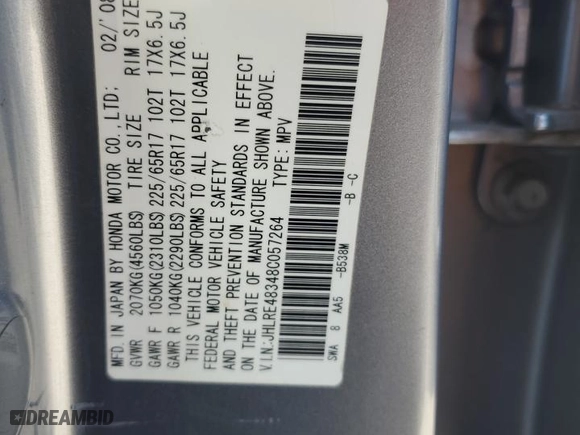 MFD. IN JAPAN BY HONDA MOTOR CO., LTD; 02/'08
GVWR 2070KG(4560LBS) TIRE SIZE RIM SIZE
GAWR F 1050KG(2310LBS) 225/65R17 102T 17X6.5J
GAWR R 1040KG(2290LBS) 225/65R17 102T 17X6.5J
THIS VEHICLE CONFORMS TO ALL APPLICABLE
FEDERAL MOTOR VEHICLE SAFETY
AND THEFT PREVENTION STANDARDS IN EFFECT
ON THE DATE OF MANUFACTURE SHOWN ABOVE.
V.I.N.:JHLRE48348C057264 TYPE: MPV
SWA 8 AA5 -B538M -B -C
DREAMBID